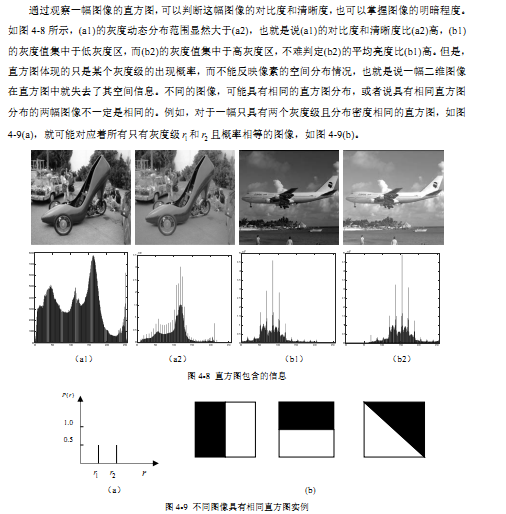 通过观察一幅图像的直方图,可以判断这幅图像的对比度和清晰度,也可以掌握图像的明暗程度。
如图 4-8 所示,(a1)的灰度动态分布范围显然大于(a2),也就是说(a1)的对比度和清晰度比(a2)高,(b1)
的灰度值集中于低灰度区,而(b2)的灰度值集中于高灰度区,不难判定(b2)的平均亮度比(b1)高。但是,
直方图体现的只是某个灰度级的出现概率,而不能反映像素的空间分布情况,也就是说一幅二维图像
在直方图中就失去了其空间信息。不同的图像,可能具有相同的直方图分布,或者说具有相同直方图
分布的两幅图像不一定是相同的。例如,对于一幅只具有两个灰度级且分布密度相同的直方图,如图
4-9(a),就可能对应着所有只有灰度级 r1 和 r2 且概率相等的图像,如图 4-9(b)。
(a1) (a2) (b1) (b2)
图 4-8 直方图包含的信息
P(r)
1.0
0.5
r1 r2 r
(a) (b)
图 4-9 不同图像具有相同直方图实例